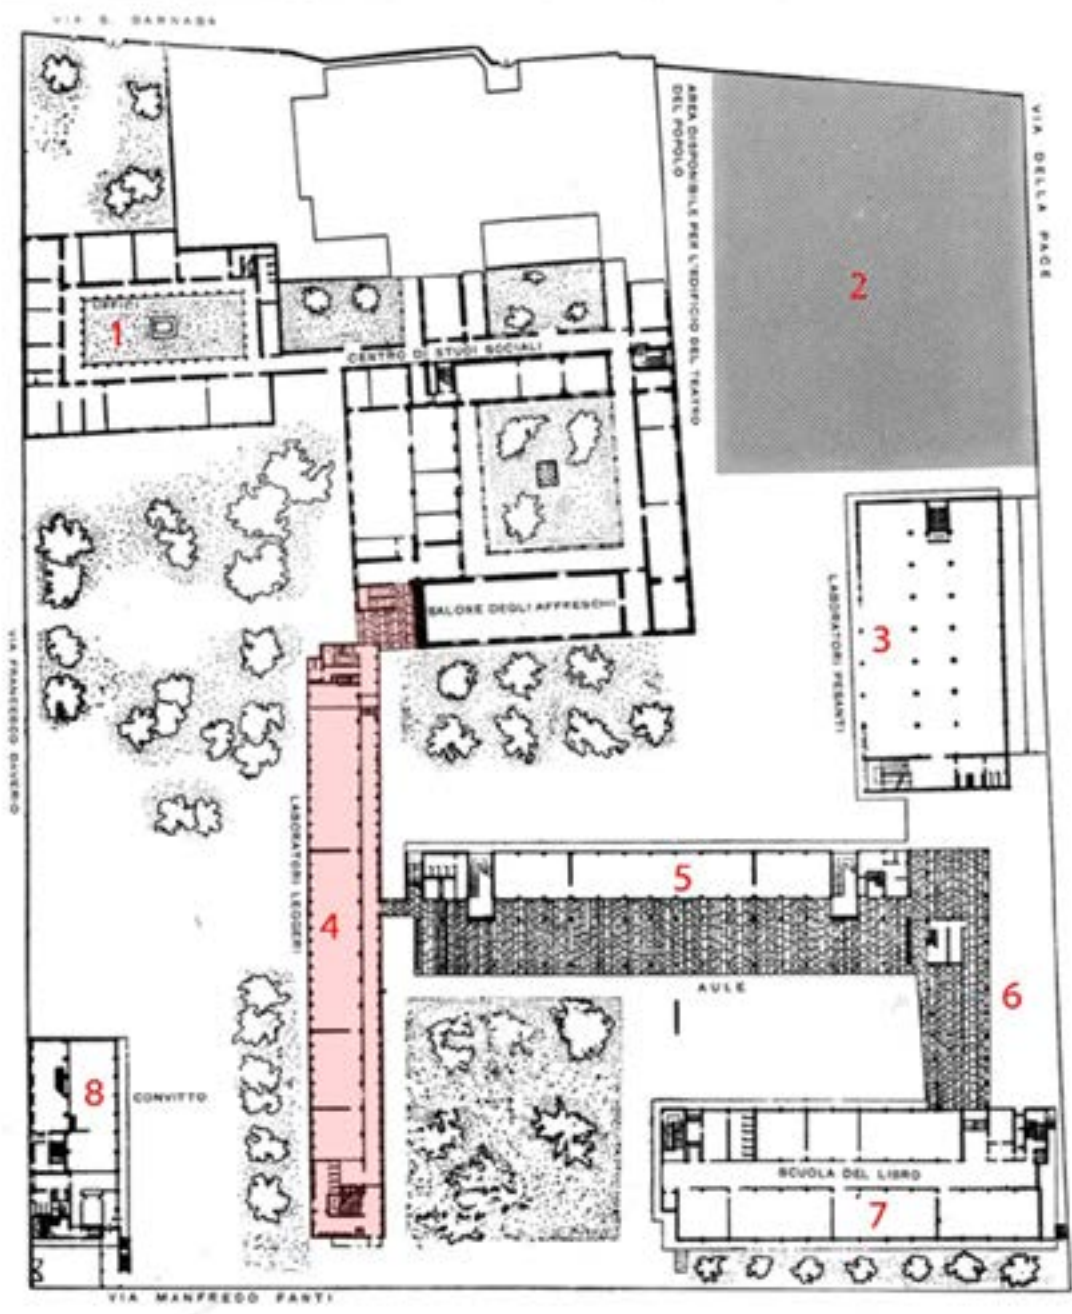 VIA S. BARNABA
AREA DISPONIBILE PER L'EDIFICIO DEL TEATRO
DEL POPOLO
VIA DELLA PACE
2
UFFICI
1
CENTRO DI STUDI SOCIALI
SALONE DEGLI AFFRESCHI
LABORATORI PESANTI
3
VIA FRANCESCO DAVERIO
LABORATORI LEGGERI
4
5
AULE
6
8
CONVITTO
SCUOLA DEL LIBRO
7
VIA MANFREDO FANTI